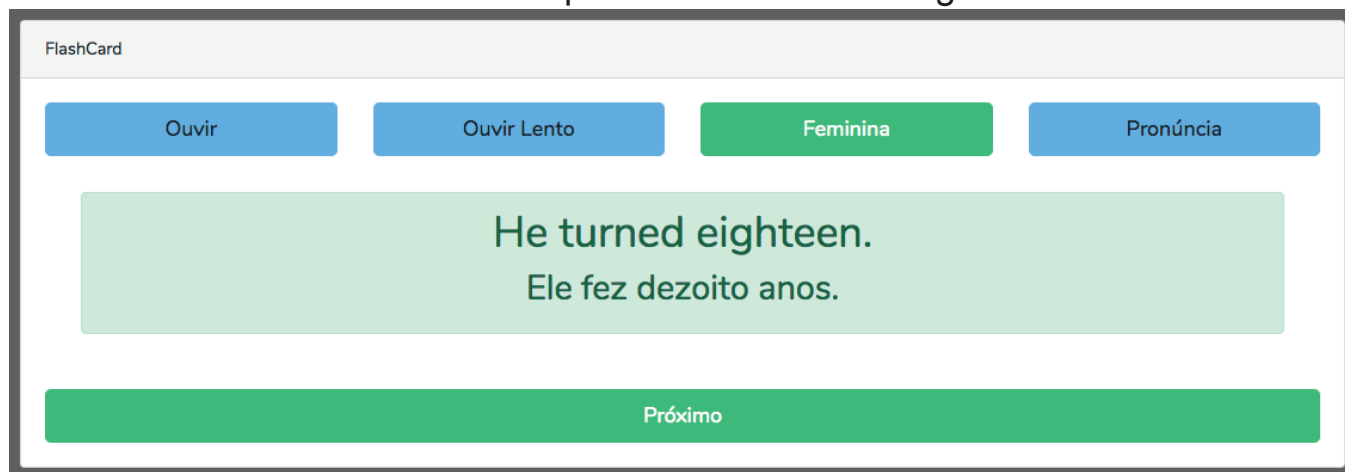 FlashCard
Ouvir Ouvir Lento Feminina Pronúncia
He turned eighteen.
Ele fez dezoito anos.
Próximo